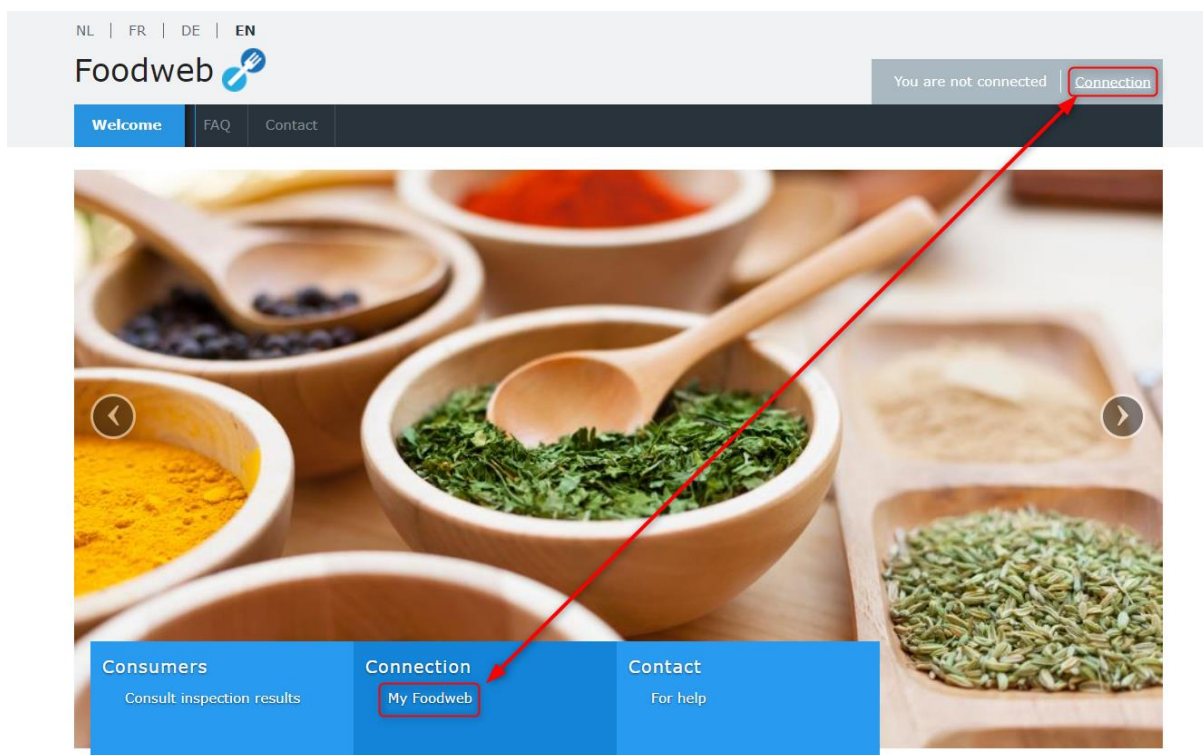 NL | FR | DE | EN
Foodweb
You are not connected | Connection
Welcome FAQ Contact
Consumers
Consult inspection results
Connection
My Foodweb
Contact
For help